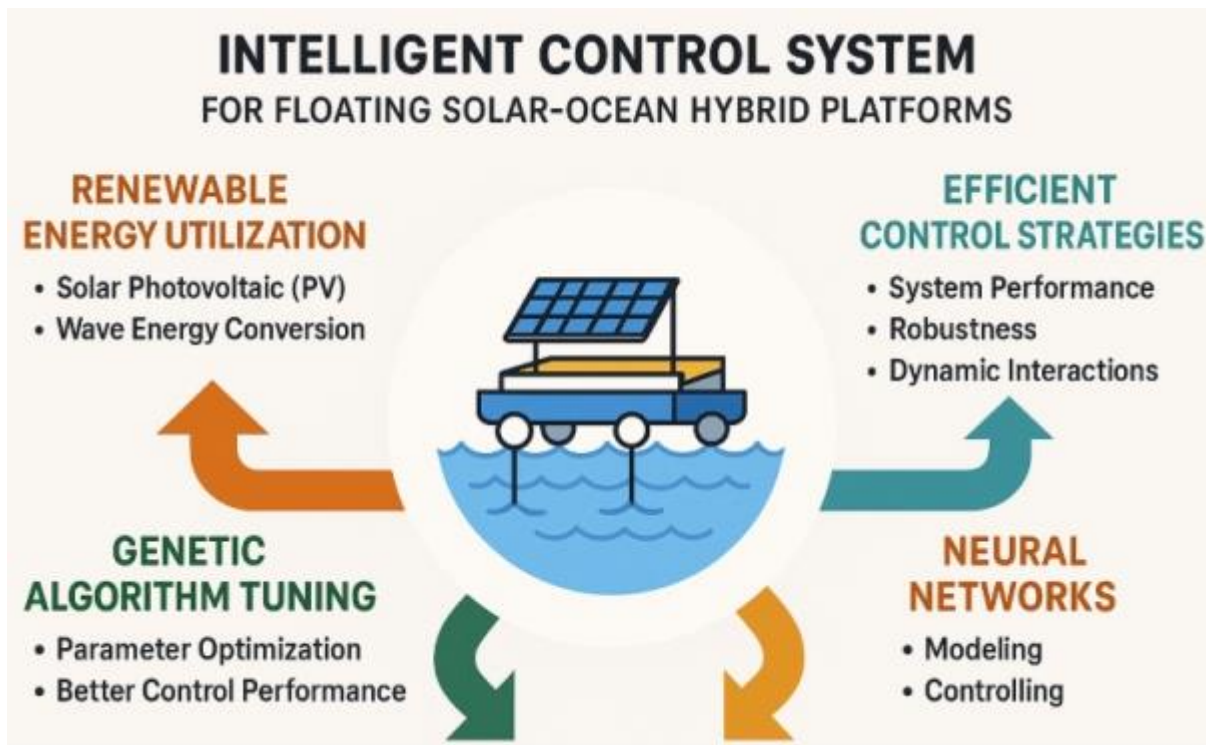 INTELLIGENT CONTROL SYSTEM
FOR FLOATING SOLAR-OCEAN HYBRID PLATFORMS
RENEWABLE
ENERGY UTILIZATION
• Solar Photovoltaic (PV)
• Wave Energy Conversion
EFFICIENT
CONTROL STRATEGIES
• System Performance
• Robustness
• Dynamic Interactions
GENETIC
ALGORITHM TUNING
• Parameter Optimization
• Better Control Performance
NEURAL
NETWORKS
• Modeling
• Controlling